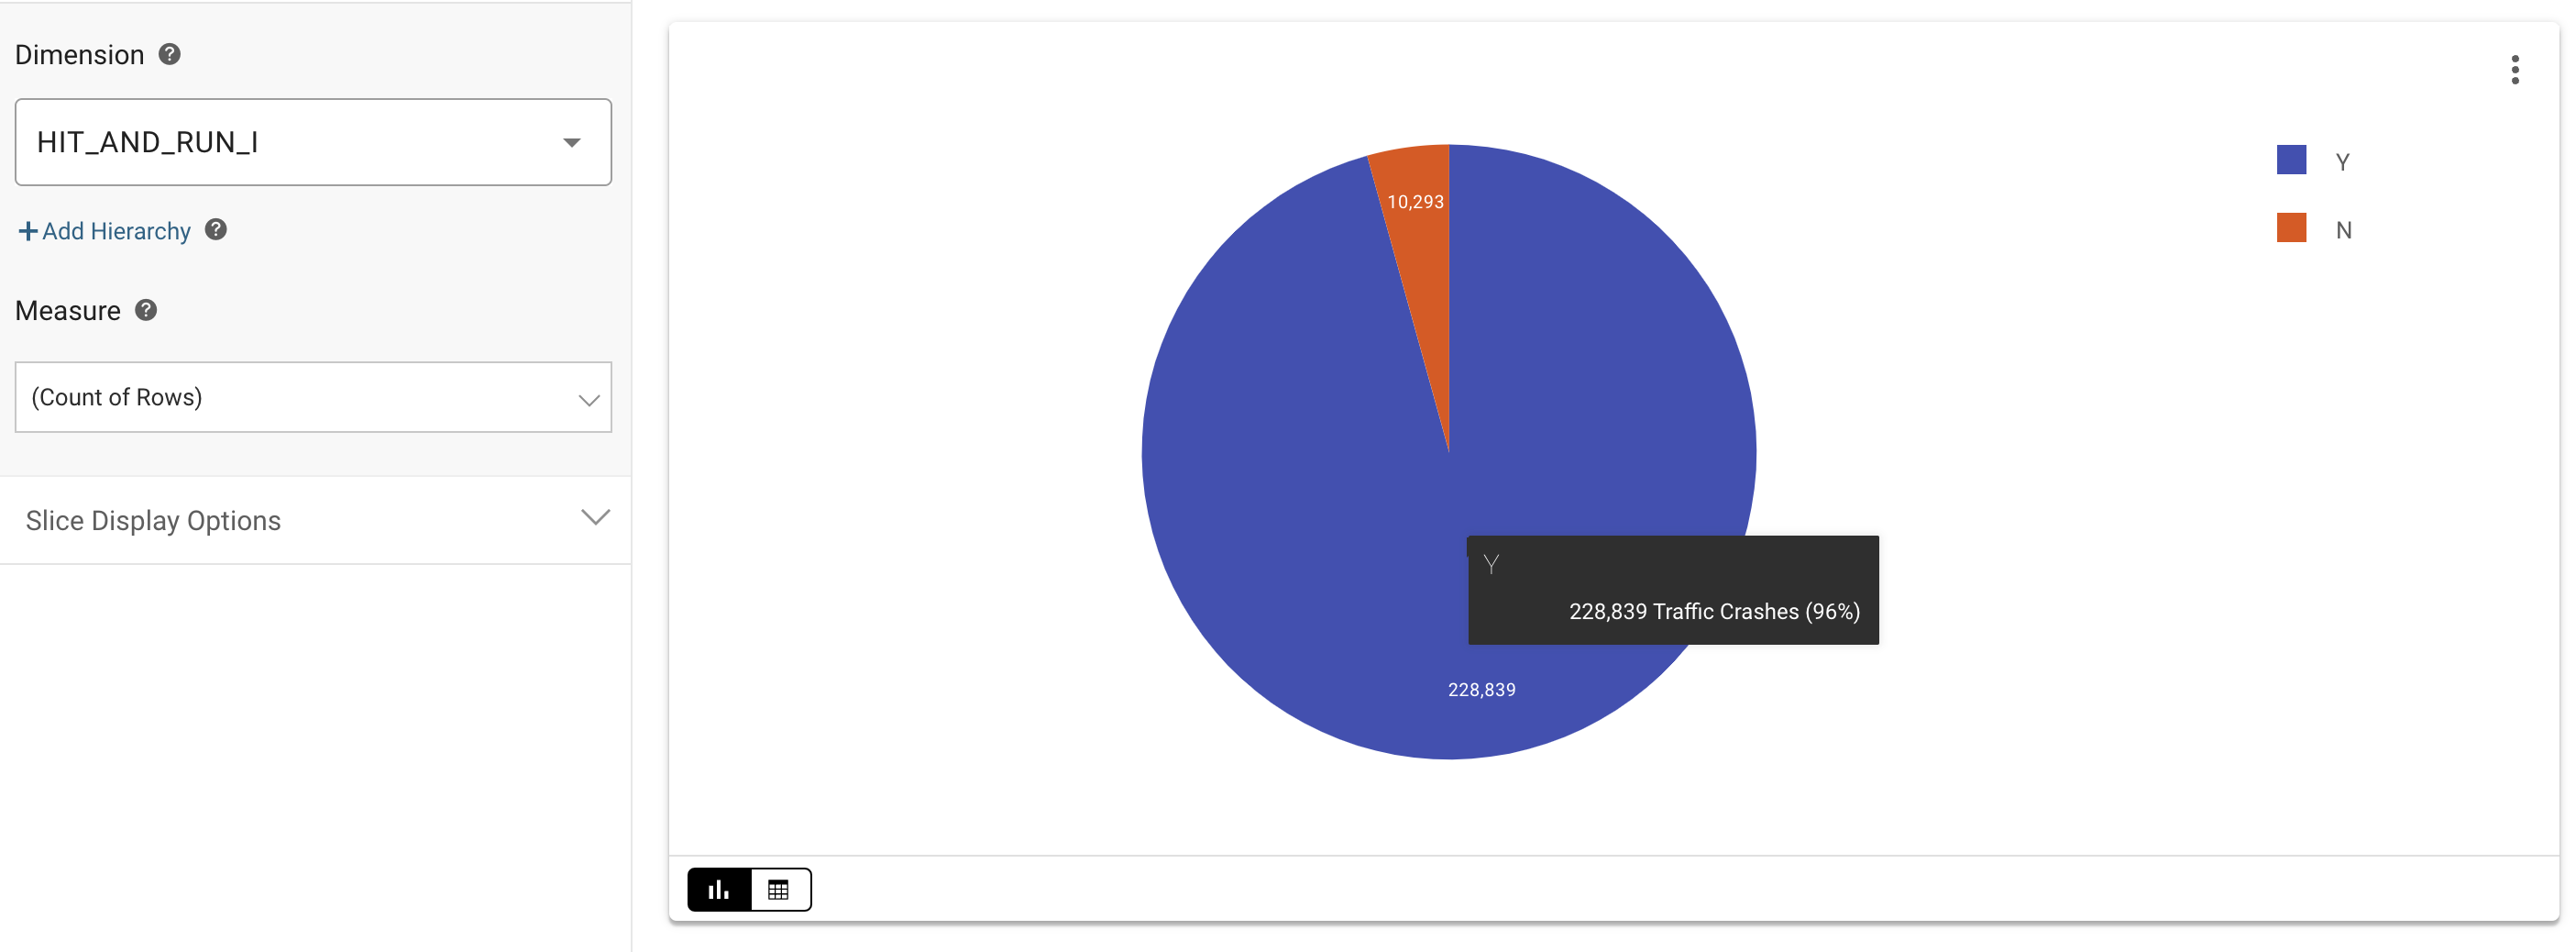 Dimension ?
HIT_AND_RUN_I
+Add Hierarchy ?
Measure ?
(Count of Rows)
Slice Display Options
10,293
Y
N
Y
228,839 Traffic Crashes (96%)
228,839